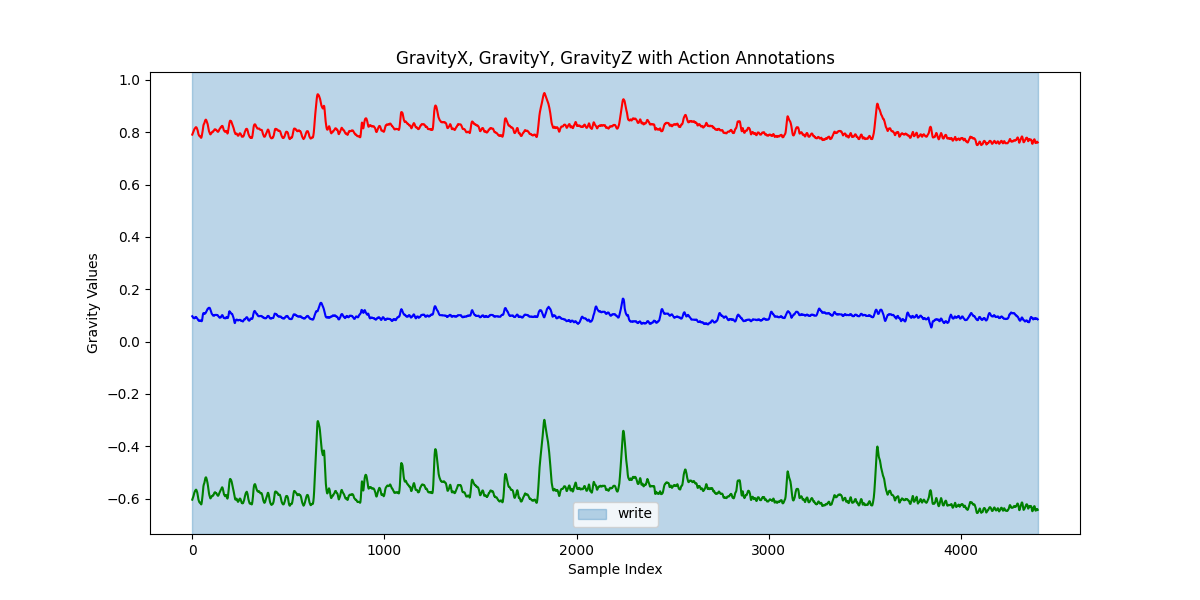 GravityX, GravityY, GravityZ with Action Annotations
1.0
0.8
0.6
0.4
0.2
0.0
−0.2
−0.4
−0.6
Gravity Values
write
0 1000 2000 3000 4000
Sample Index